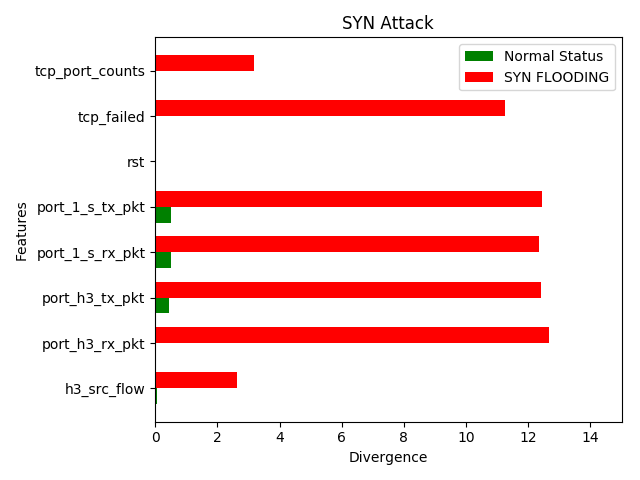 SYN Attack
Normal Status
SYN FLOODING
tcp_port_counts
tcp_failed
rst
port_1_s_tx_pkt
port_1_s_rx_pkt
port_h3_tx_pkt
port_h3_rx_pkt
h3_src_flow
Features
0 2 4 6 8 10 12 14
Divergence